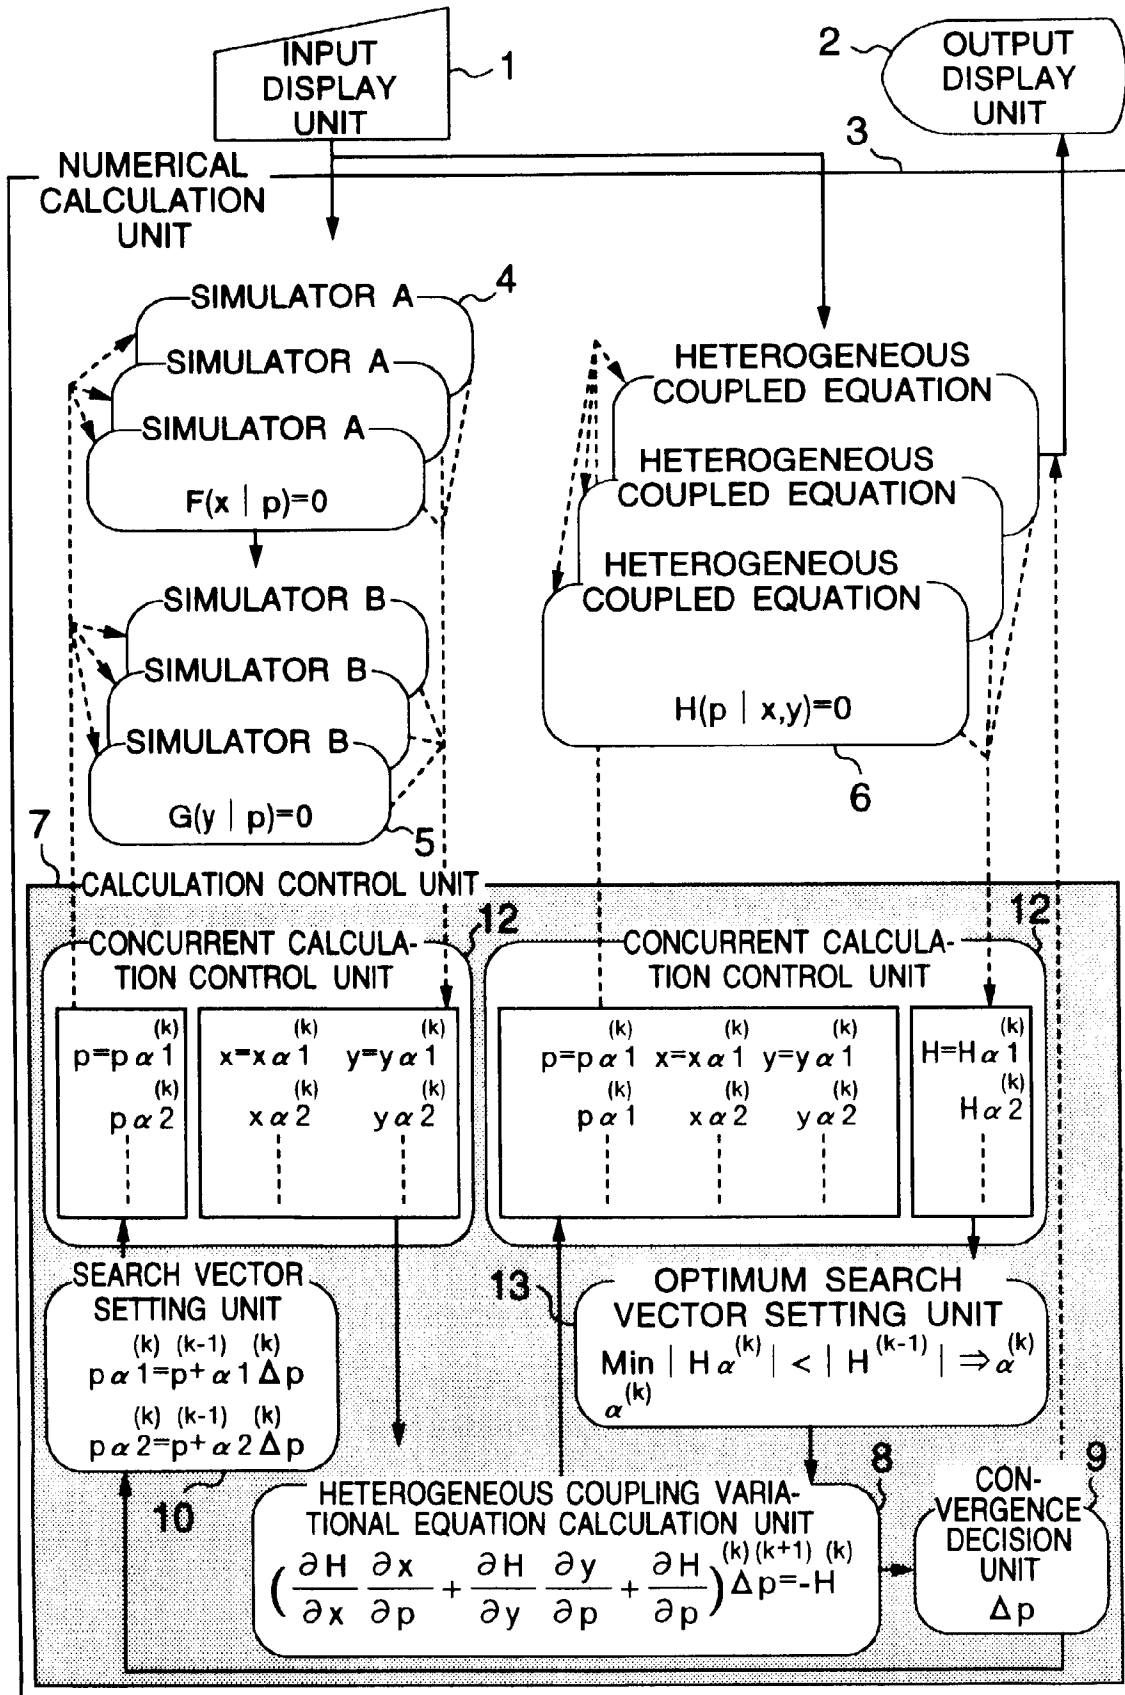 INPUT
DISPLAY
UNIT
1
2
OUTPUT
DISPLAY
UNIT
3
NUMERICAL
CALCULATION
UNIT
4
SIMULATOR A
SIMULATOR A
SIMULATOR A
F(x | p)=0
SIMULATOR B
SIMULATOR B
SIMULATOR B
G(y | p)=0
5
HETEROGENEOUS
COUPLED EQUATION
HETEROGENEOUS
COUPLED EQUATION
HETEROGENEOUS
COUPLED EQUATION
H(p | x,y)=0
6
7
CALCULATION CONTROL UNIT
12
CONCURRENT CALCULA-
TION CONTROL UNIT
(k) (k) (k)
p=pα1 x=xα1 y=yα1
(k) (k) (k)
pα2 xα2 yα2
12
CONCURRENT CALCULA-
TION CONTROL UNIT
(k) (k) (k) (k)
p=pα1 x=xα1 y=yα1 H=Hα1
(k) (k) (k) (k)
pα1 xα2 yα2 Hα2
SEARCH VECTOR
SETTING UNIT
(k) (k-1) (k)
pα1=p+α1Δp
(k) (k-1) (k)
pα2=p+α2Δp
10
13
OPTIMUM SEARCH
VECTOR SETTING UNIT
Min | Hα^(k) | < | H^(k-1) | ⇒ α^(k)
α^(k)
8
HETEROGENEOUS COUPLING VARIA-
TIONAL EQUATION CALCULATION UNIT
(∂H/∂x ∂x/∂p + ∂H/∂y ∂y/∂p + ∂H/∂p)^(k) Δp^(k+1)=-H^(k)
9
CON-
VERGENCE
DECISION
UNIT
Δp